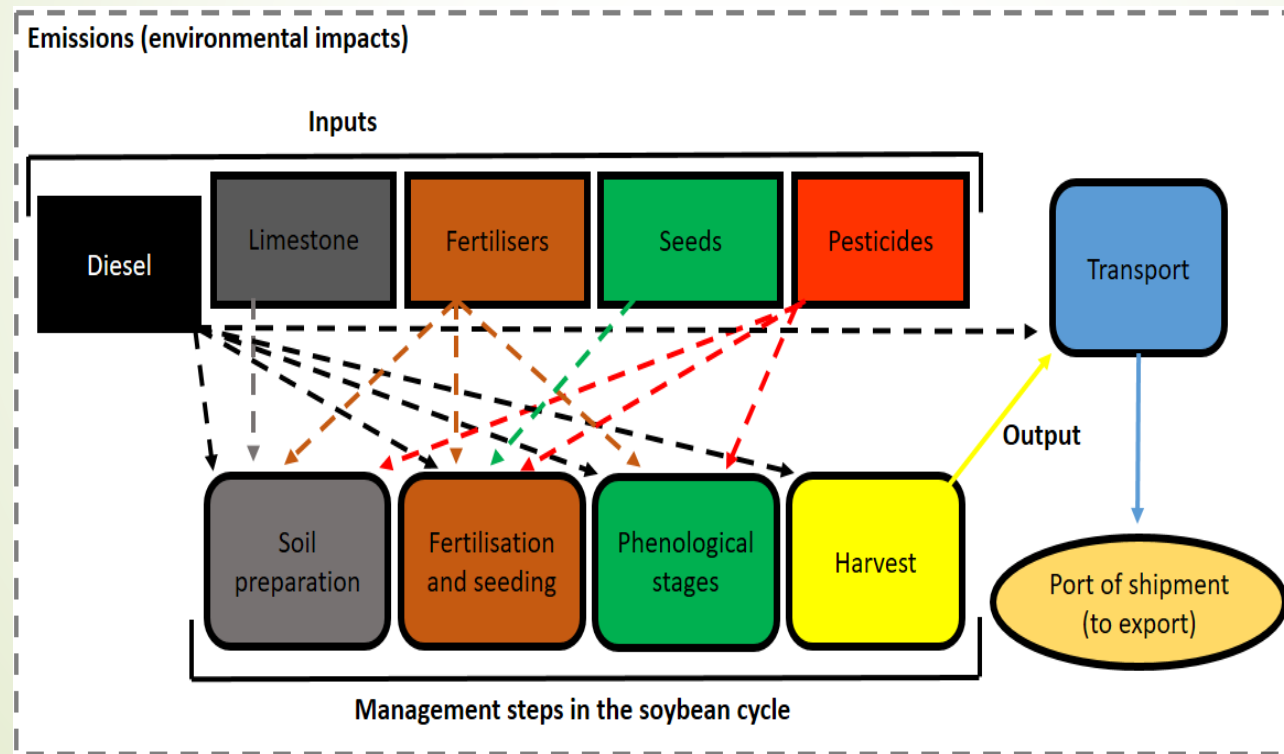 Emissions (environmental impacts)
Inputs
Diesel
Limestone
Fertilisers
Seeds
Pesticides
Transport
Output
Soil
preparation
Fertilisation
and seeding
Phenological
stages
Harvest
Port of shipment
(to export)
Management steps in the soybean cycle